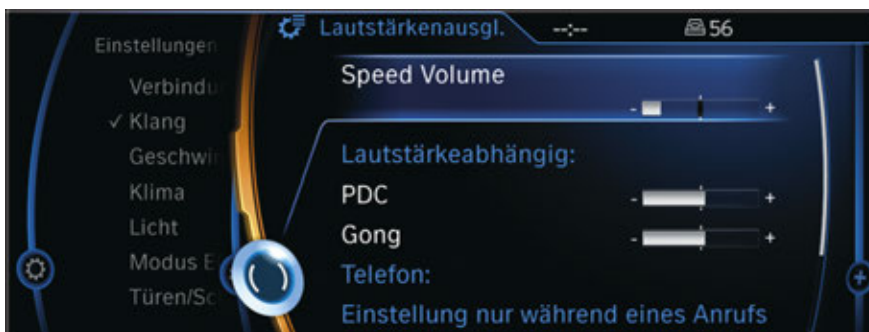 Einstellungen
Verbindu
✓ Klang
Geschwi
Klima
Licht
Modus E
Türen/Sc
Lautstärkenausgl.
--:--
56
Speed Volume
- +
Lautstärkeabhängig:
PDC - +
Gong - +
Telefon:
Einstellung nur während eines Anrufs